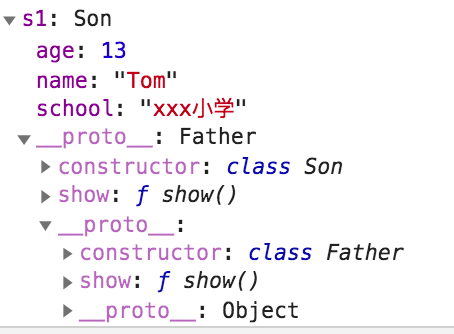 ▼s1: Son
age: 13
name: "Tom"
school: "xxx小学"
▼__proto__: Father
▶constructor: class Son
▶show: ƒ show()
▼__proto__:
▶constructor: class Father
▶show: ƒ show()
▶__proto__: Object